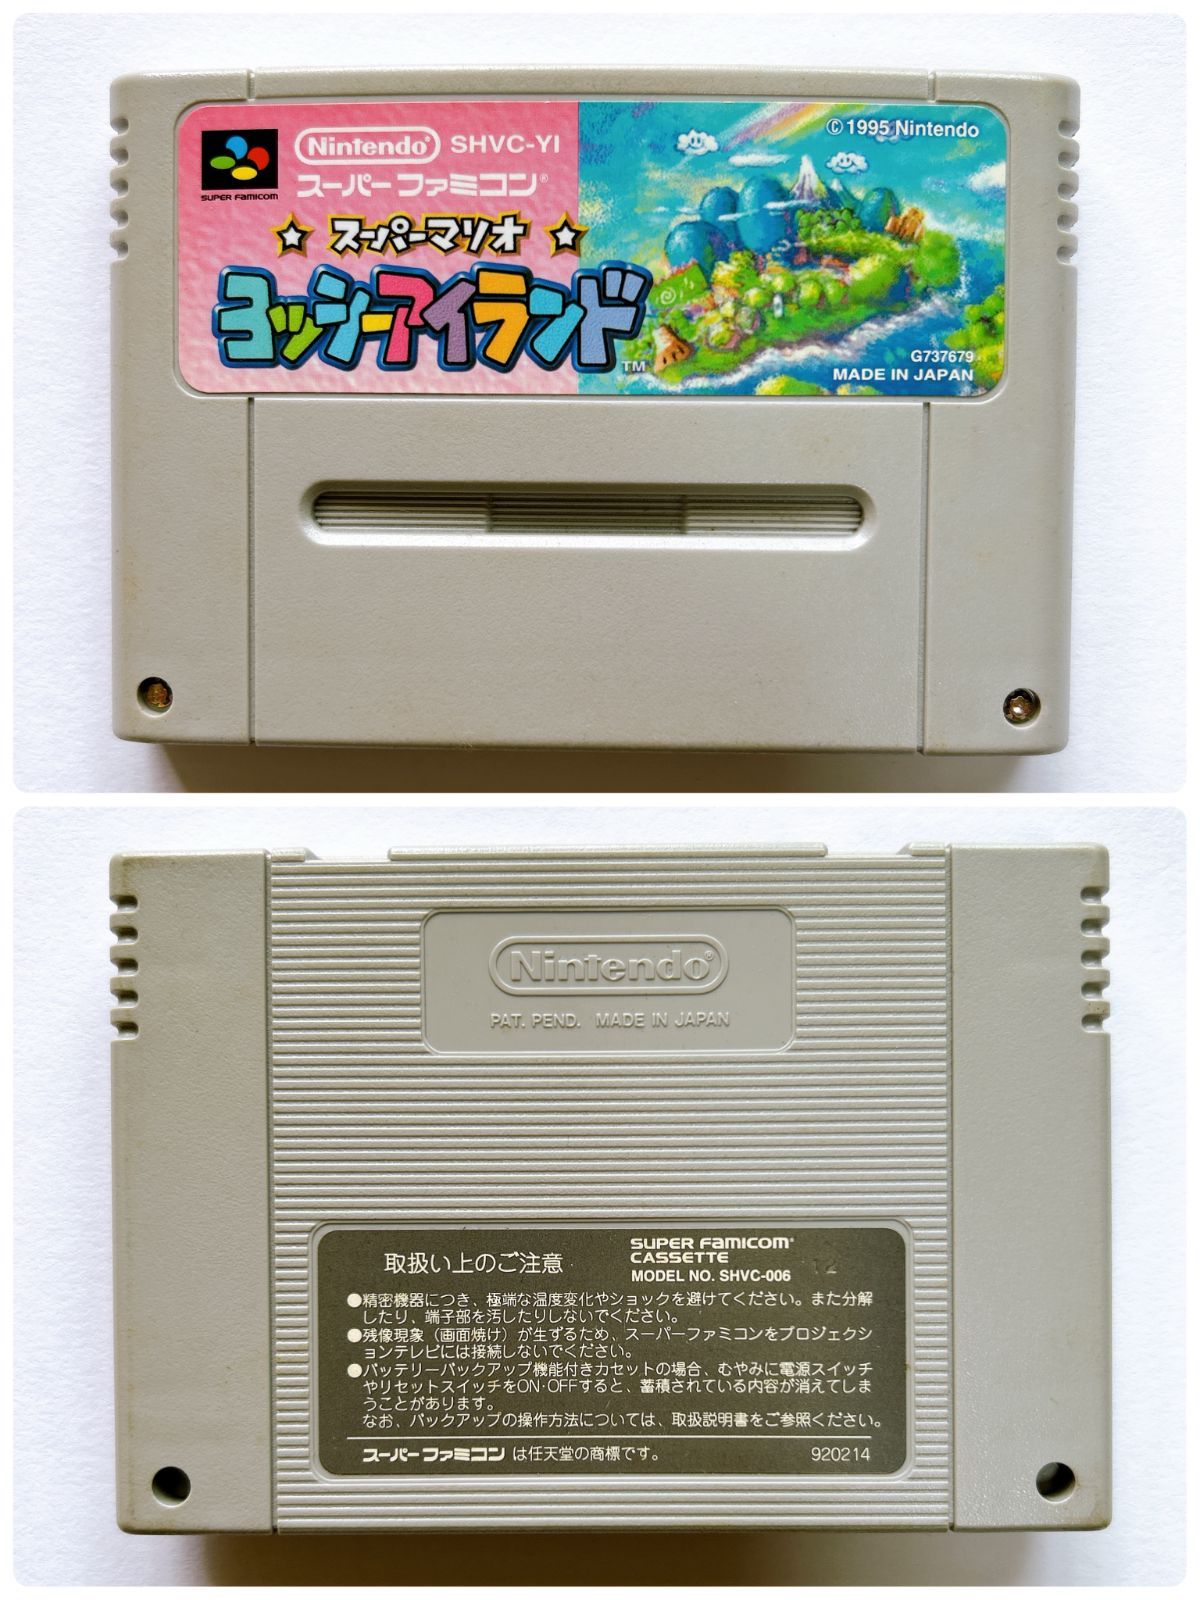 Nintendo® SHVC-YI
SUPER FAMICOM
スーパーファミコン®
スーパーマリオ
ヨッシーアイランド™
© 1995 Nintendo
G737679
MADE IN JAPAN
Nintendo®
PAT. PEND. MADE IN JAPAN
取扱い上のご注意
SUPER FAMICOM®
CASSETTE
MODEL NO. SHVC-006
12
●精密機器につき、極端な温度変化やショックを避けてください。また分解
したり、端子部を汚したりしないでください。
●残像現象（画面焼け）が生ずるため、スーパーファミコンをプロジェクシ
ョンテレビには接続しないでください。
●バッテリーバックアップ機能付きカセットの場合、むやみに電源スイッチ
やリセットスイッチをON·OFFすると、蓄積されている内容が消えてしま
うことがあります。
なお、バックアップの操作方法については、取扱説明書をご参照ください。
スーパーファミコン は任天堂の商標です。
920214